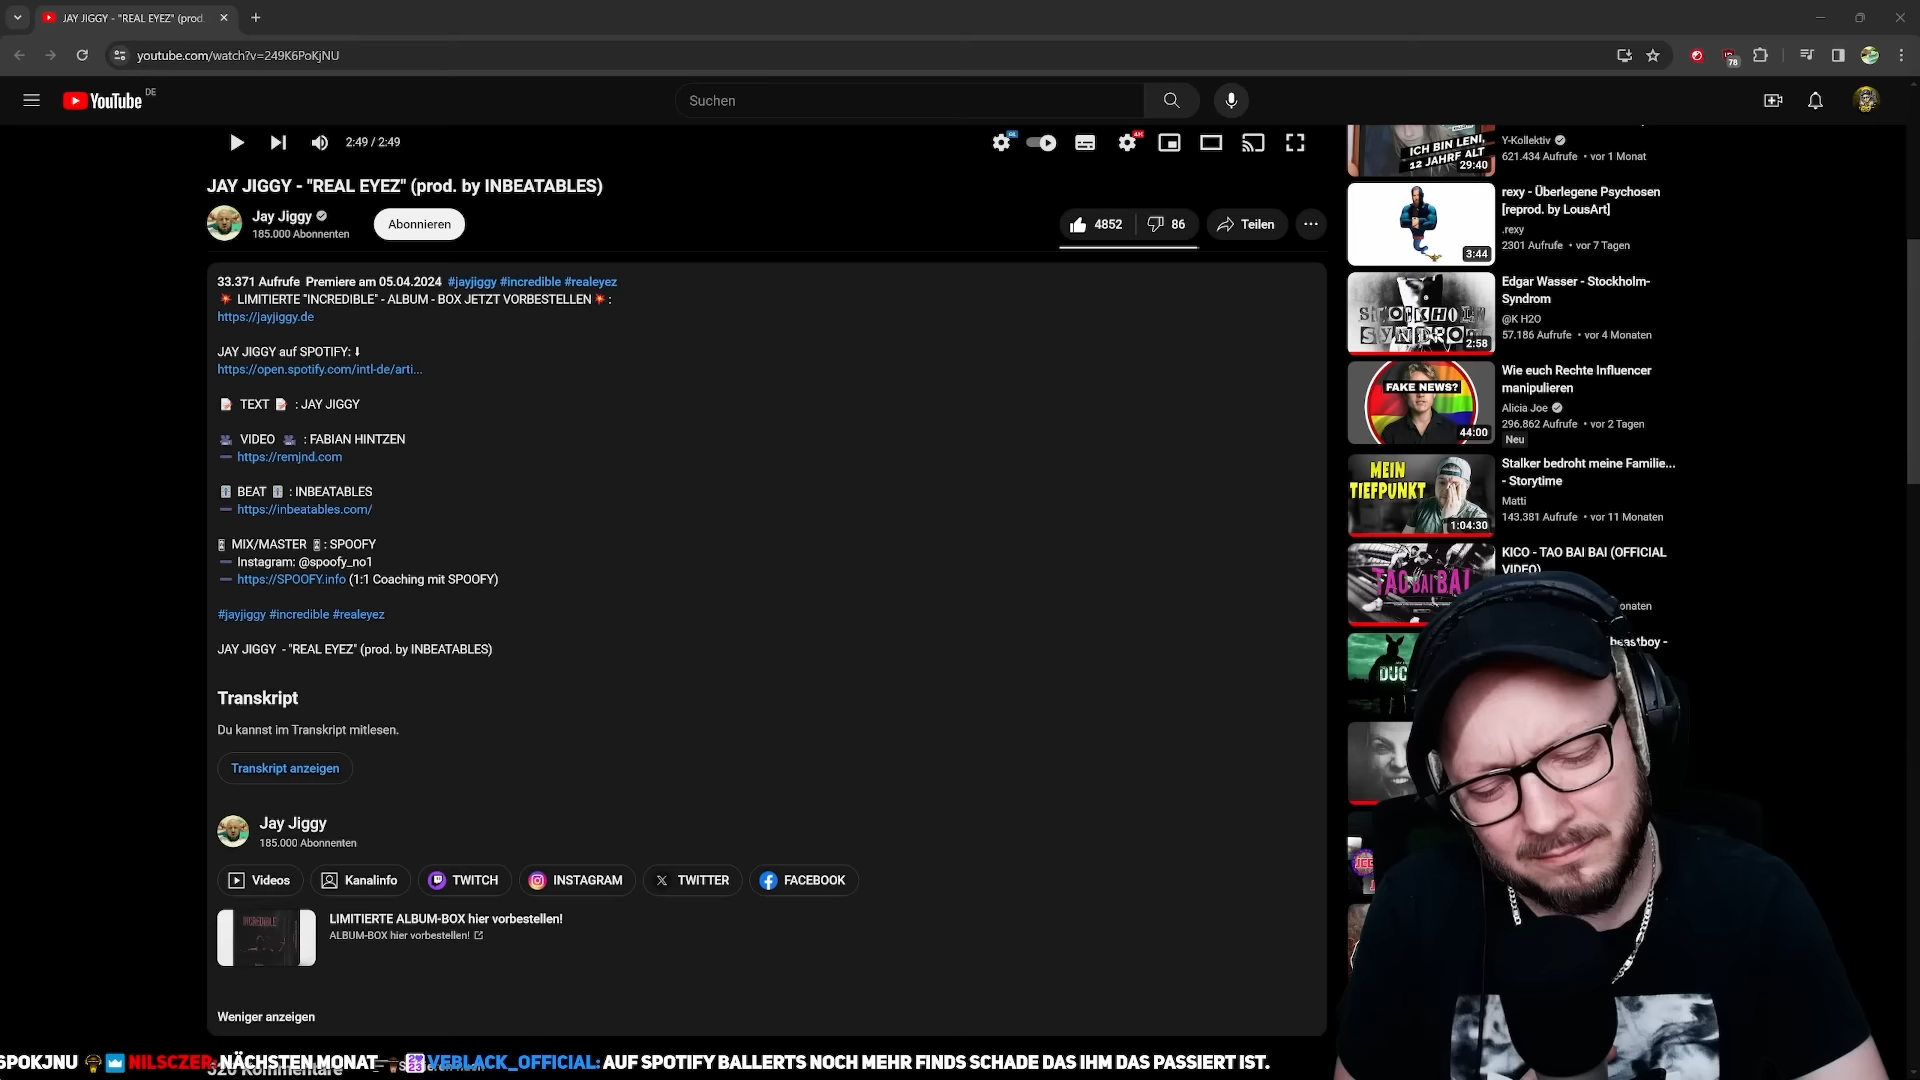 JAY JIGGY - "REAL EYEZ" (prod.
youtube.com/watch?v=249K6PoKjNU
78
YouTube DE
Suchen
2:49 / 2:49
JAY JIGGY - "REAL EYEZ" (prod. by INBEATABLES)
Jay Jiggy
185.000 Abonnenten
Abonnieren
4852
86
Teilen
33.371 Aufrufe Premiere am 05.04.2024 #jayjiggy #incredible #realeyez
LIMITIERTE "INCREDIBLE" - ALBUM - BOX JETZT VORBESTELLEN :
https://jayjiggy.de
JAY JIGGY auf SPOTIFY: ⬇
https://open.spotify.com/intl-de/arti...
TEXT : JAY JIGGY
VIDEO : FABIAN HINTZEN
➖ https://remjnd.com
BEAT : INBEATABLES
➖ https://inbeatables.com/
MIX/MASTER : SPOOFY
➖ Instagram: @spoofy_no1
➖ https://SPOOFY.info (1:1 Coaching mit SPOOFY)
#jayjiggy #incredible #realeyez
JAY JIGGY - "REAL EYEZ" (prod. by INBEATABLES)
Transkript
Du kannst im Transkript mitlesen.
Transkript anzeigen
Jay Jiggy
185.000 Abonnenten
Videos
Kanalinfo
TWITCH
INSTAGRAM
TWITTER
FACEBOOK
INCREDIBLE
LIMITIERTE ALBUM-BOX hier vorbestellen!
ALBUM-BOX hier vorbestellen!
Weniger anzeigen
ICH BIN LENI,
12 JAHRE ALT
29:40
Y-Kollektiv
621.434 Aufrufe • vor 1 Monat
3:44
rexy - Überlegene Psychosen
[reprod. by LousArt]
.rexy
2301 Aufrufe • vor 7 Tagen
STOCKHOLM
SYNDROM
2:58
Edgar Wasser - Stockholm-
Syndrom
@K H2O
57.186 Aufrufe • vor 4 Monaten
FAKE NEWS?
44:00
Wie euch Rechte Influencer
manipulieren
Alicia Joe
296.862 Aufrufe • vor 2 Tagen
Neu
MEIN
TIEFPUNKT
1:04:30
Stalker bedroht meine Familie...
- Storytime
Matti
143.381 Aufrufe • vor 11 Monaten
TAO BAI BAI
KICO - TAO BAI BAI (OFFICIAL
VIDEO)
onaten
DUC
beastboy -
6POKJNU NILSCZER: NÄCHSTEN MONAT VEBLACK_OFFICIAL: AUF SPOTIFY BALLERTS NOCH MEHR FINDS SCHADE DAS IHM DAS PASSIERT IST.
Kommentare